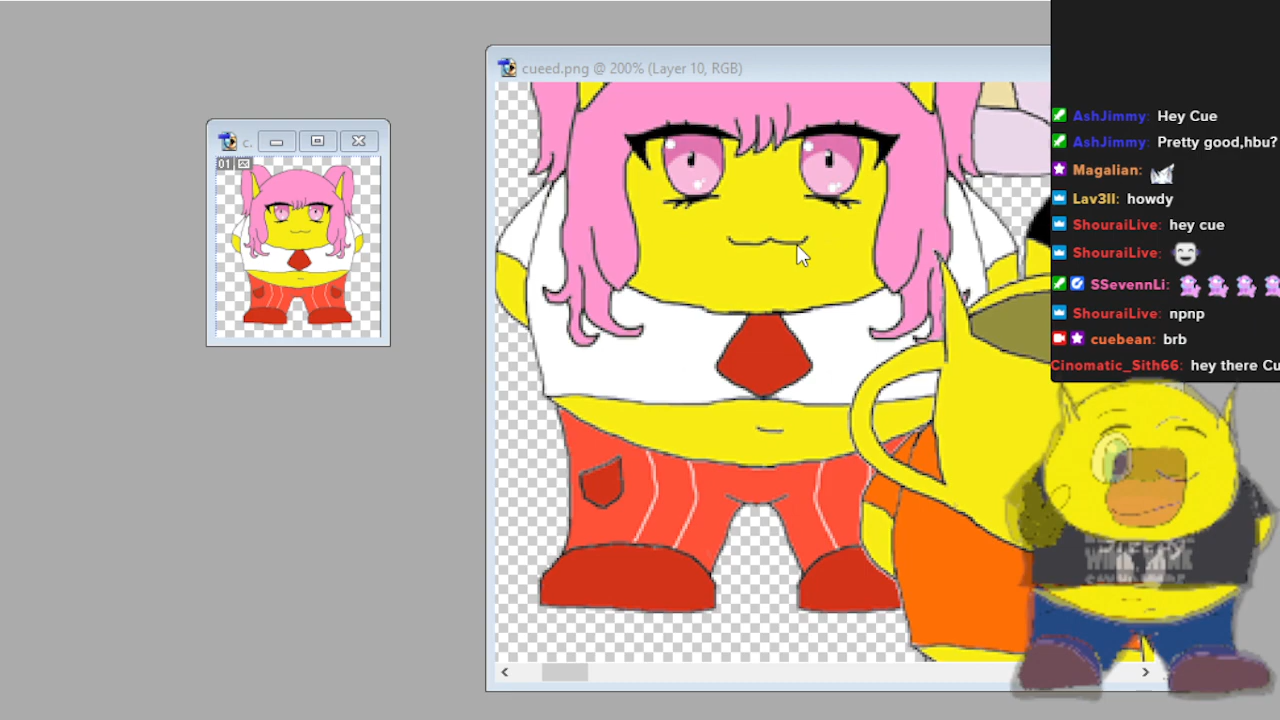 cueed.png @ 200% (Layer 10, RGB)
c.
01
AshJimmy: Hey Cue
AshJimmy: Pretty good,hbu?
Magalian:
Lav3ll: howdy
ShouraiLive: hey cue
ShouraiLive:
SSevennLi:
ShouraiLive: npnp
cuebean: brb
Cinomatic_Sith66: hey there Cu